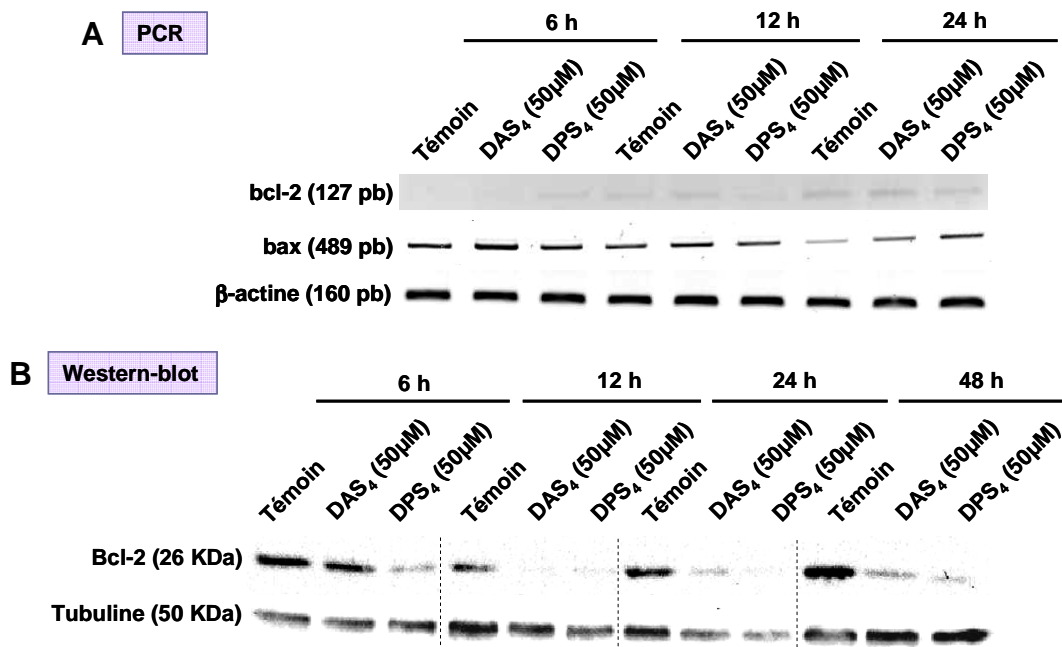 A PCR
6 h 12 h 24 h
Témoin DAS₄ (50µM) DPS₄ (50µM) Témoin DAS₄ (50µM) DPS₄ (50µM) Témoin DAS₄ (50µM) DPS₄ (50µM)
bcl-2 (127 pb)
bax (489 pb)
β-actine (160 pb)
B Western-blot
6 h 12 h 24 h 48 h
Témoin DAS₄ (50µM) DPS₄ (50µM) Témoin DAS₄ (50µM) DPS₄ (50µM) Témoin DAS₄ (50µM) DPS₄ (50µM) Témoin DAS₄ (50µM) DPS₄ (50µM)
Bcl-2 (26 KDa)
Tubuline (50 KDa)